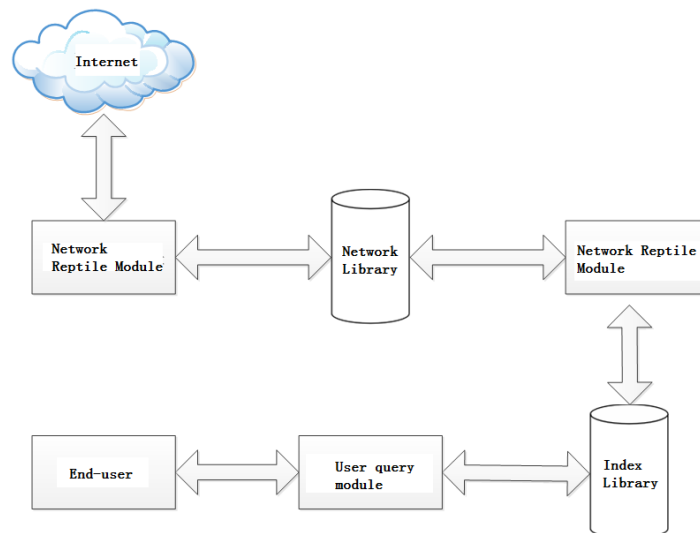 Internet
Network
Reptile Module
Network
Library
Network Reptile
Module
End-user
User query
module
Index
Library